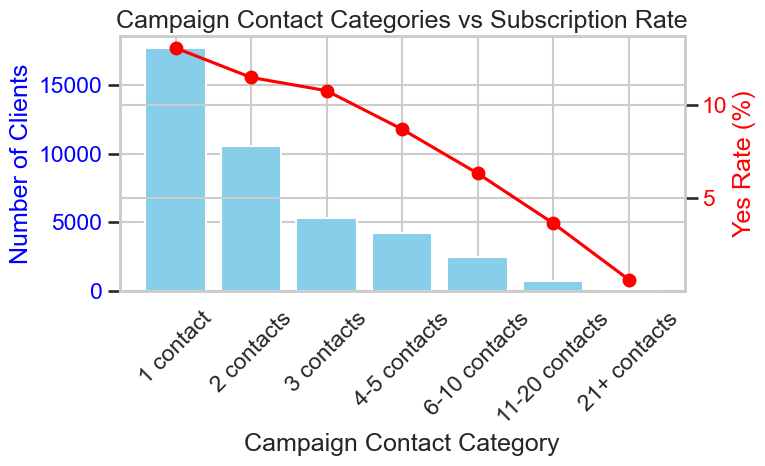 Campaign Contact Categories vs Subscription Rate
Number of Clients
15000
10000
5000
0
10
5
Yes Rate (%)
1 contact
2 contacts
3 contacts
4-5 contacts
6-10 contacts
11-20 contacts
21+ contacts
Campaign Contact Category